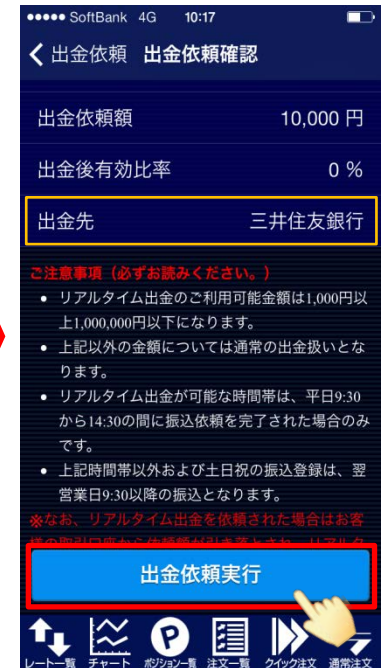 ●●●●● SoftBank 4G 10:17
出金依頼 出金依頼確認
出金依頼額 10,000 円
出金後有効比率 0 %
出金先 三井住友銀行
ご注意事項（必ずお読みください。）
• リアルタイム出金のご利用可能金額は1,000円以
上1,000,000円以下になります。
• 上記以外の金額については通常の出金扱いとな
ります。
• リアルタイム出金が可能な時間帯は、平日9:30
から14:30の間に振込依頼を完了された場合のみ
です。
• 上記時間帯以外および土日祝の振込登録は、翌
営業日9:30以降の振込となります。
※なお、リアルタイム出金を依頼された場合はお客
出金依頼実行
レート一覧 チャート ポジション一覧 注文一覧 クイック注文 通常注文